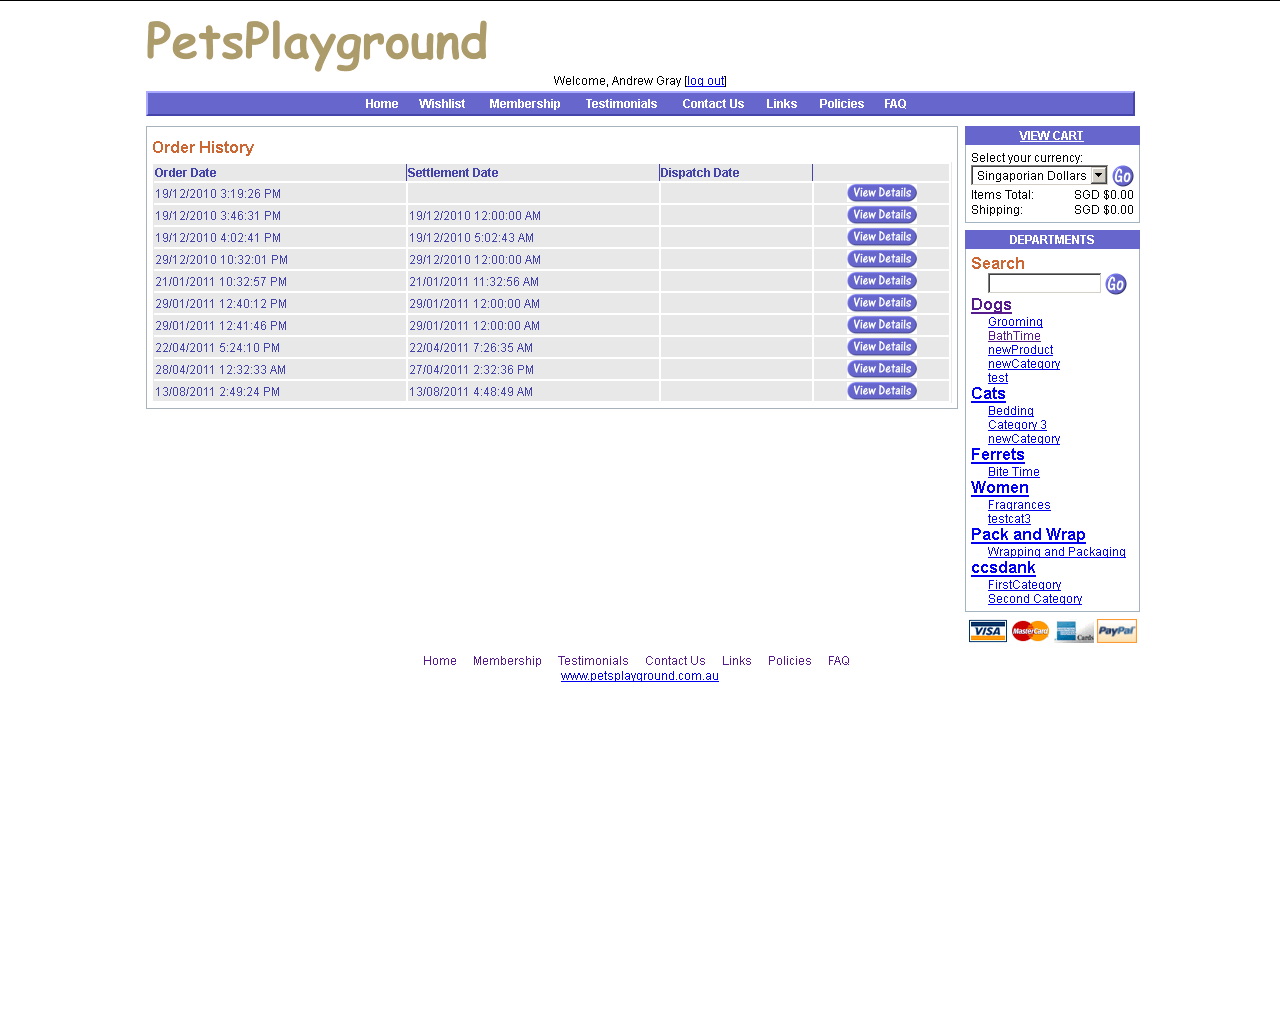 PetsPlayground
Welcome, Andrew Gray [log out]
Home Wishlist Membership Testimonials Contact Us Links Policies FAQ
Order History
Order Date Settlement Date Dispatch Date
19/12/2010 3:19:26 PM View Details
19/12/2010 3:46:31 PM 19/12/2010 12:00:00 AM View Details
19/12/2010 4:02:41 PM 19/12/2010 5:02:43 AM View Details
29/12/2010 10:32:01 PM 29/12/2010 12:00:00 AM View Details
21/01/2011 10:32:57 PM 21/01/2011 11:32:56 AM View Details
29/01/2011 12:40:12 PM 29/01/2011 12:00:00 AM View Details
29/01/2011 12:41:46 PM 29/01/2011 12:00:00 AM View Details
22/04/2011 5:24:10 PM 22/04/2011 7:26:35 AM View Details
28/04/2011 12:32:33 AM 27/04/2011 2:32:36 PM View Details
13/08/2011 2:49:24 PM 13/08/2011 4:48:49 AM View Details
VIEW CART
Select your currency:
Singaporian Dollars Go
Items Total: SGD $0.00
Shipping: SGD $0.00
DEPARTMENTS
Search
Go
Dogs
Grooming
BathTime
newProduct
newCategory
test
Cats
Bedding
Category 3
newCategory
Ferrets
Bite Time
Women
Fragrances
testcat3
Pack and Wrap
Wrapping and Packaging
ccsdank
FirstCategory
Second Category
VISA MasterCard Cards PayPal
Home Membership Testimonials Contact Us Links Policies FAQ
www.petsplayground.com.au